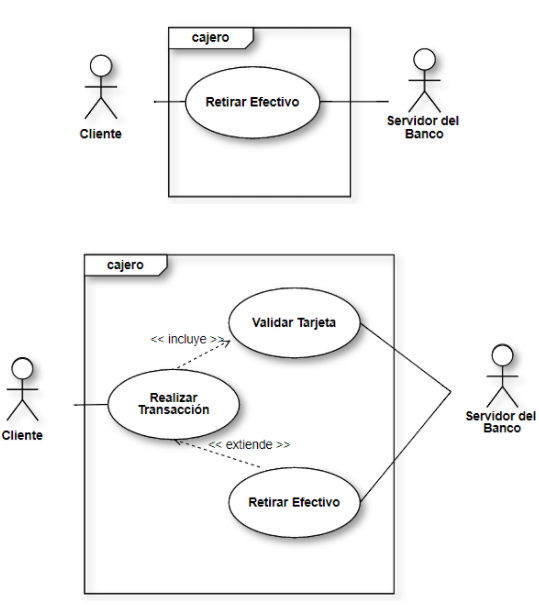 cajero
Retirar Efectivo
Cliente
Servidor del
Banco
cajero
Validar Tarjeta
<< incluye >>
Realizar
Transacción
Cliente
Servidor del
Banco
<< extiende >>
Retirar Efectivo